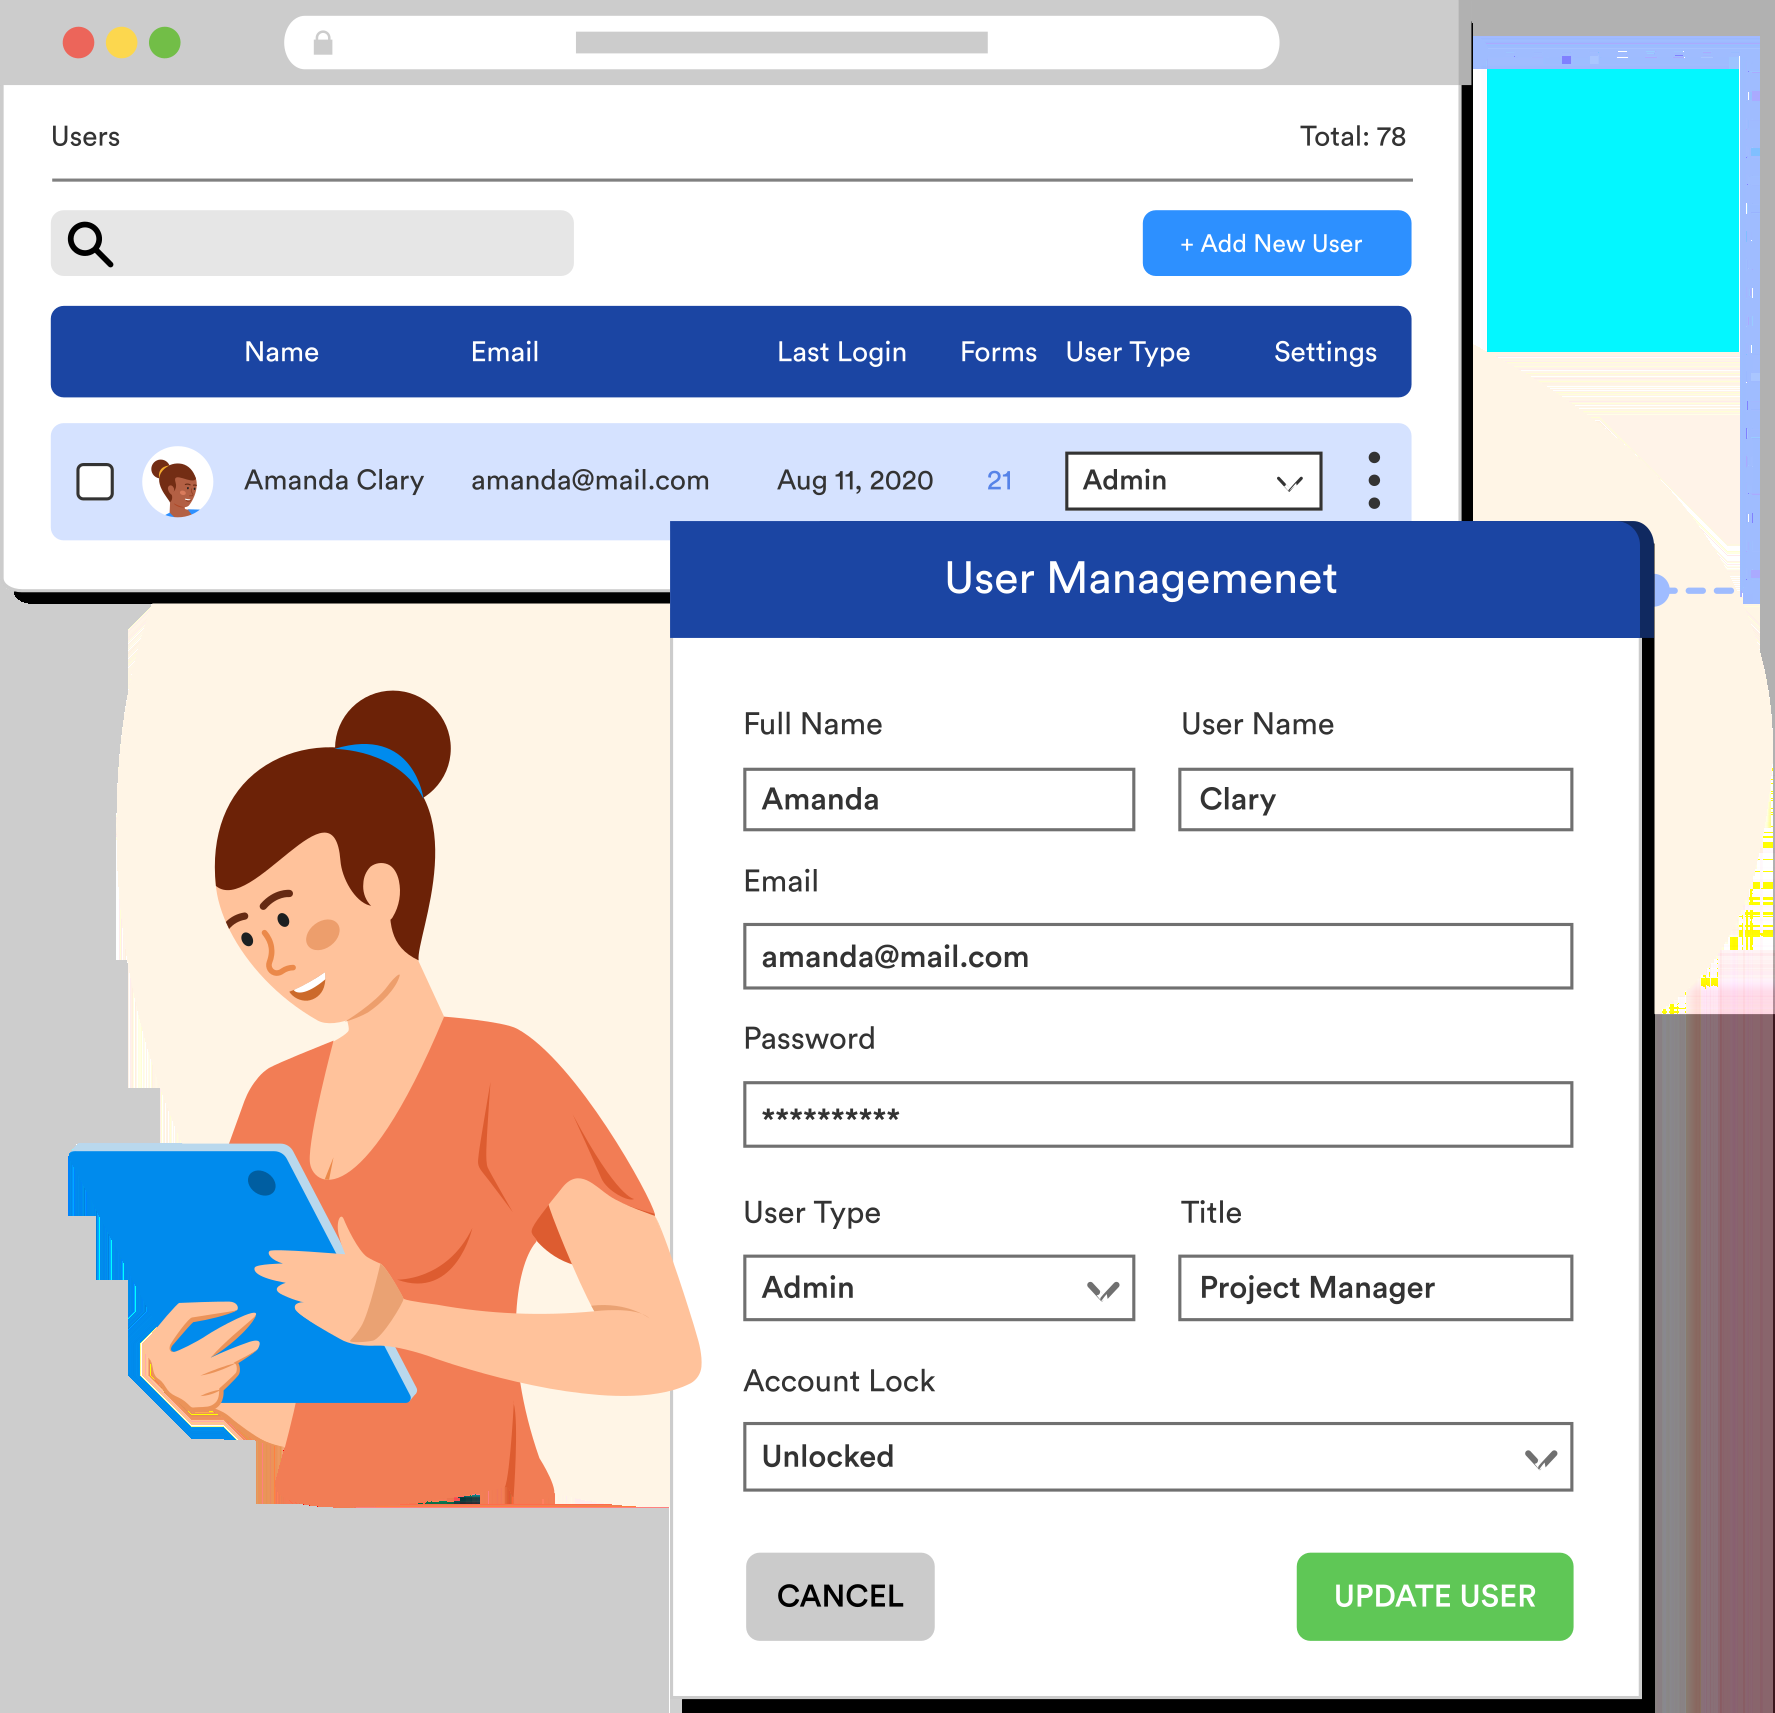 Users
Total: 78
+ Add New User
Name Email Last Login Forms User Type Settings
Amanda Clary amanda@mail.com Aug 11, 2020 21 Admin
User Managemenet
Full Name User Name
Amanda Clary
Email
amanda@mail.com
Password
**********
User Type Title
Admin Project Manager
Account Lock
Unlocked
CANCEL UPDATE USER